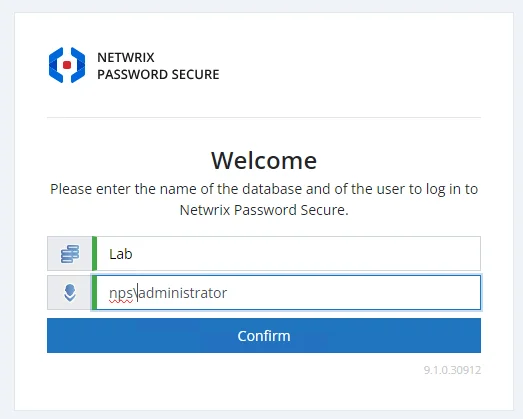 NETWRIX
PASSWORD SECURE
Welcome
Please enter the name of the database and of the user to log in to
Netwrix Password Secure.
Lab
nps\administrator
Confirm
9.1.0.30912